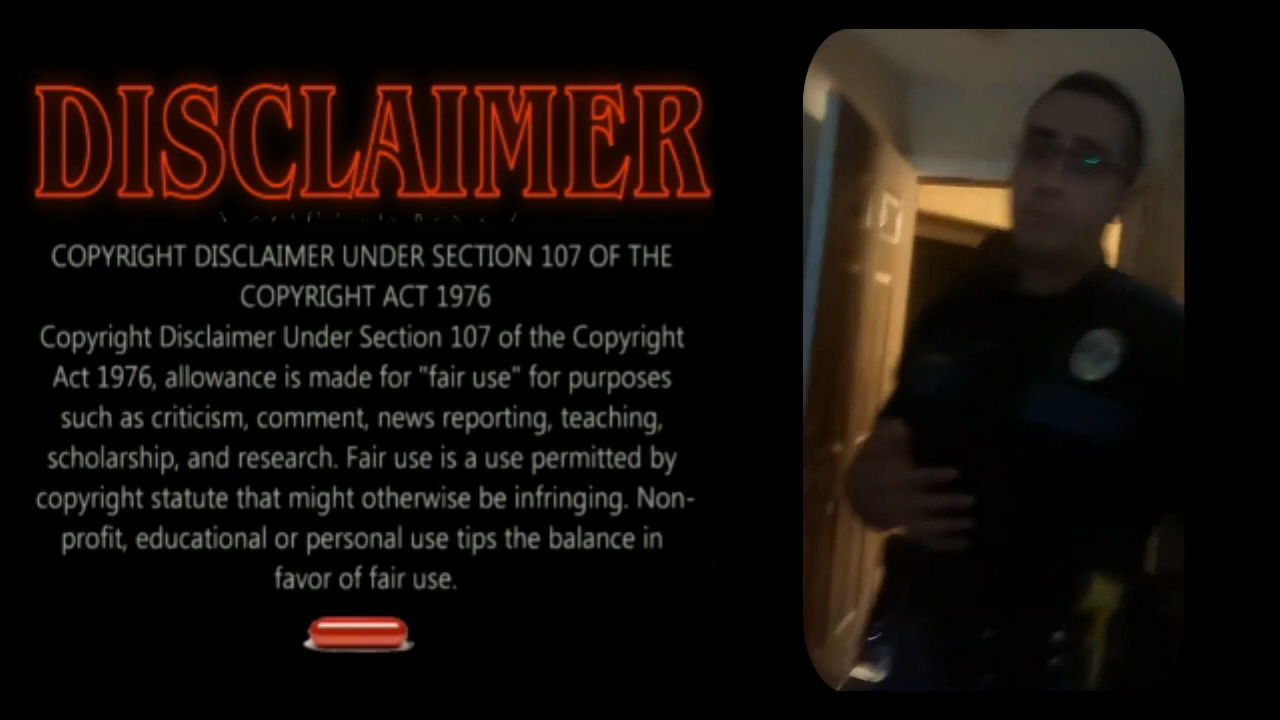 DISCLAIMER
COPYRIGHT DISCLAIMER UNDER SECTION 107 OF THE
COPYRIGHT ACT 1976
Copyright Disclaimer Under Section 107 of the Copyright
Act 1976, allowance is made for "fair use" for purposes
such as criticism, comment, news reporting, teaching,
scholarship, and research. Fair use is a use permitted by
copyright statute that might otherwise be infringing. Non-
profit, educational or personal use tips the balance in
favor of fair use.